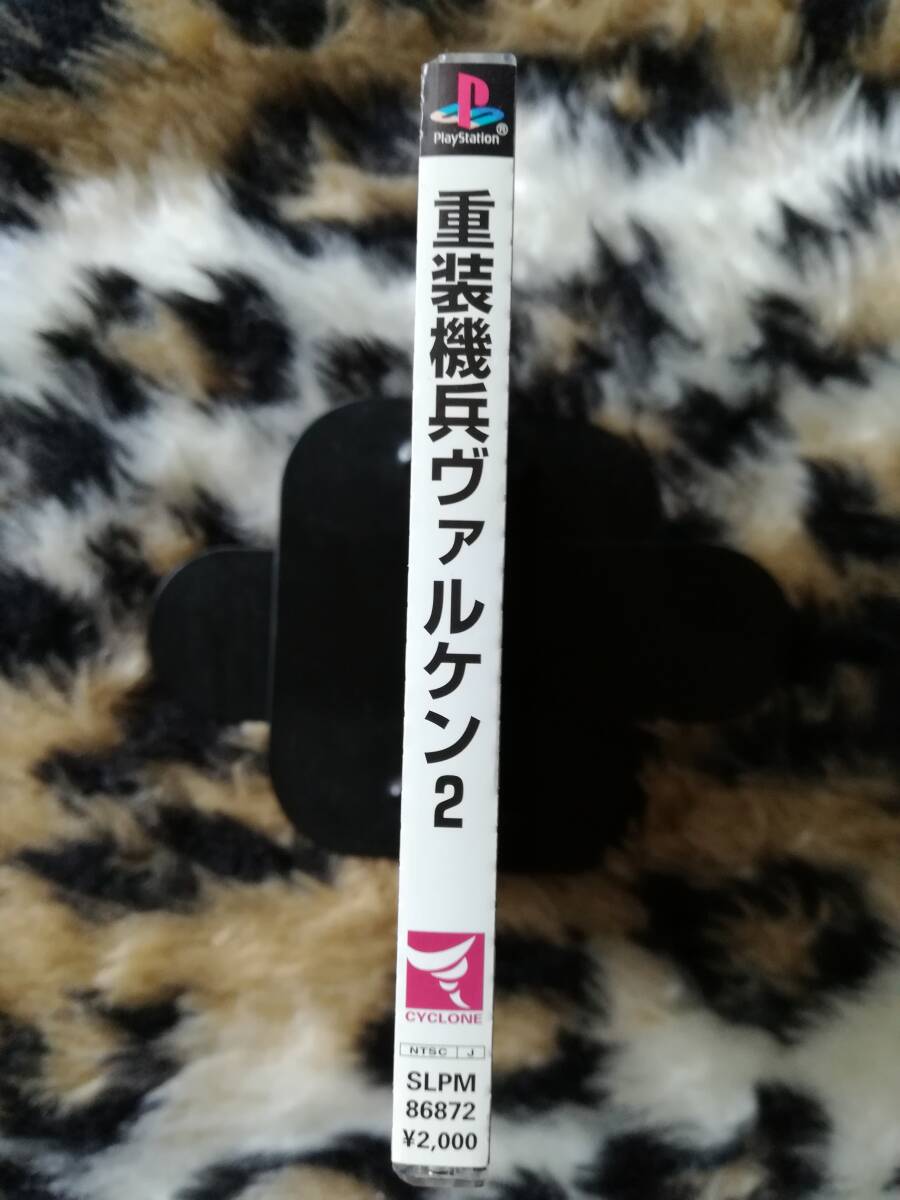 PlayStation®
重装機兵ヴァルケン2
CYCLONE
NTSC J
SLPM
86872
¥2,000